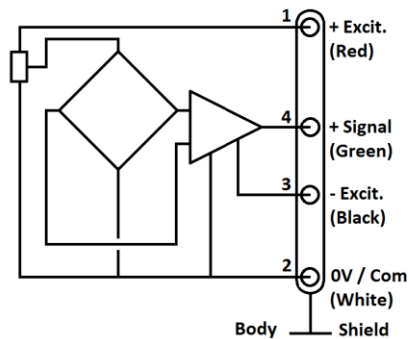 1
+ Excit.
(Red)
4
+ Signal
(Green)
3
- Excit.
(Black)
2
0V / Com
(White)
Body
Shield